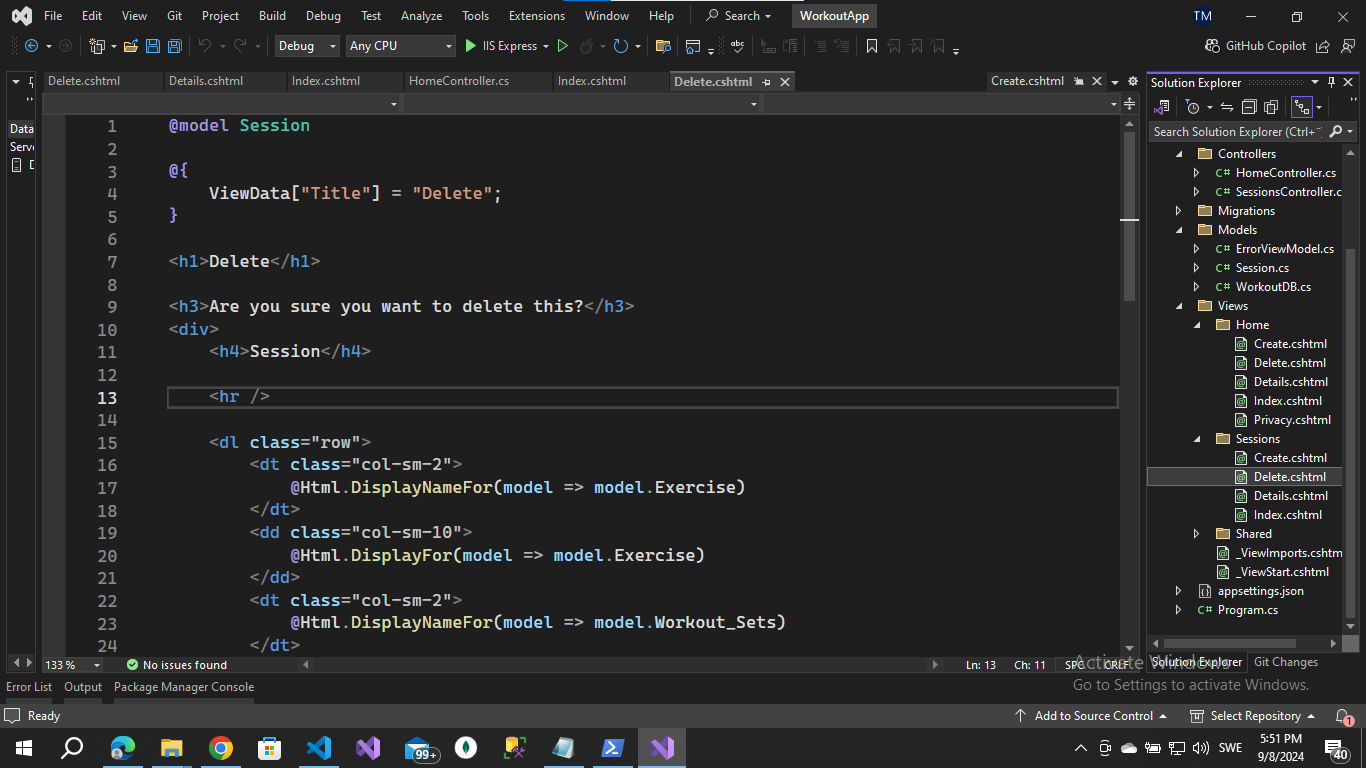 File Edit View Git Project Build Debug Test Analyze Tools Extensions Window Help Search WorkoutApp TM
Debug Any CPU IIS Express GitHub Copilot
Delete.cshtml Details.cshtml Index.cshtml HomeController.cs Index.cshtml Delete.cshtml Create.cshtml
Solution Explorer
Search Solution Explorer (Ctrl+
Data
Serve
1 @model Session
2
3 @{
4 ViewData["Title"] = "Delete";
5 }
6
7 <h1>Delete</h1>
8
9 <h3>Are you sure you want to delete this?</h3>
10 <div>
11 <h4>Session</h4>
12
13 <hr />
14
15 <dl class="row">
16 <dt class="col-sm-2">
17 @Html.DisplayNameFor(model => model.Exercise)
18 </dt>
19 <dd class="col-sm-10">
20 @Html.DisplayFor(model => model.Exercise)
21 </dd>
22 <dt class="col-sm-2">
23 @Html.DisplayNameFor(model => model.Workout_Sets)
24 </dt>
Controllers
C# HomeController.cs
C# SessionsController.c
Migrations
Models
C# ErrorViewModel.cs
C# Session.cs
C# WorkoutDB.cs
Views
Home
Create.cshtml
Delete.cshtml
Details.cshtml
Index.cshtml
Privacy.cshtml
Sessions
Create.cshtml
Delete.cshtml
Details.cshtml
Index.cshtml
Shared
_ViewImports.cshtm
_ViewStart.cshtml
appsettings.json
C# Program.cs
133 % No issues found Ln: 13 Ch: 11 SPC CRLF
Solution Explorer Git Changes
Activate Windows
Go to Settings to activate Windows.
Error List Output Package Manager Console
Ready Add to Source Control Select Repository 1
99+ SWE 5:51 PM
9/8/2024 40